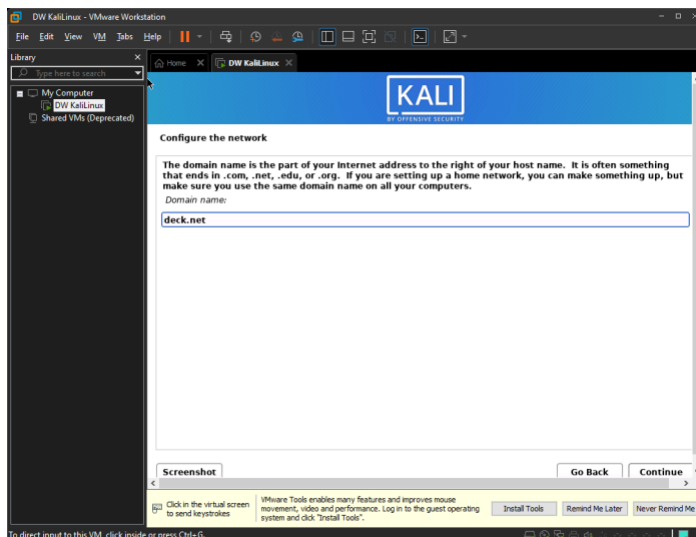 DW KaliLinux - VMware Workstation
File Edit View VM Tabs Help
Library
Type here to search
My Computer
DW KaliLinux
Shared VMs (Deprecated)
Home
DW KaliLinux
KALI
BY OFFENSIVE SECURITY
Configure the network
The domain name is the part of your Internet address to the right of your host name. It is often something
that ends in .com, .net, .edu, or .org. If you are setting up a home network, you can make something up, but
make sure you use the same domain name on all your computers.
Domain name:
deck.net
Screenshot
Go Back
Continue
Click in the virtual screen
to send keystrokes
VMware Tools enables many features and improves mouse
movement, video and performance. Log in to the guest operating
system and click "Install Tools".
Install Tools
Remind Me Later
Never Remind Me
To direct input to this VM, click inside or press Ctrl+G.